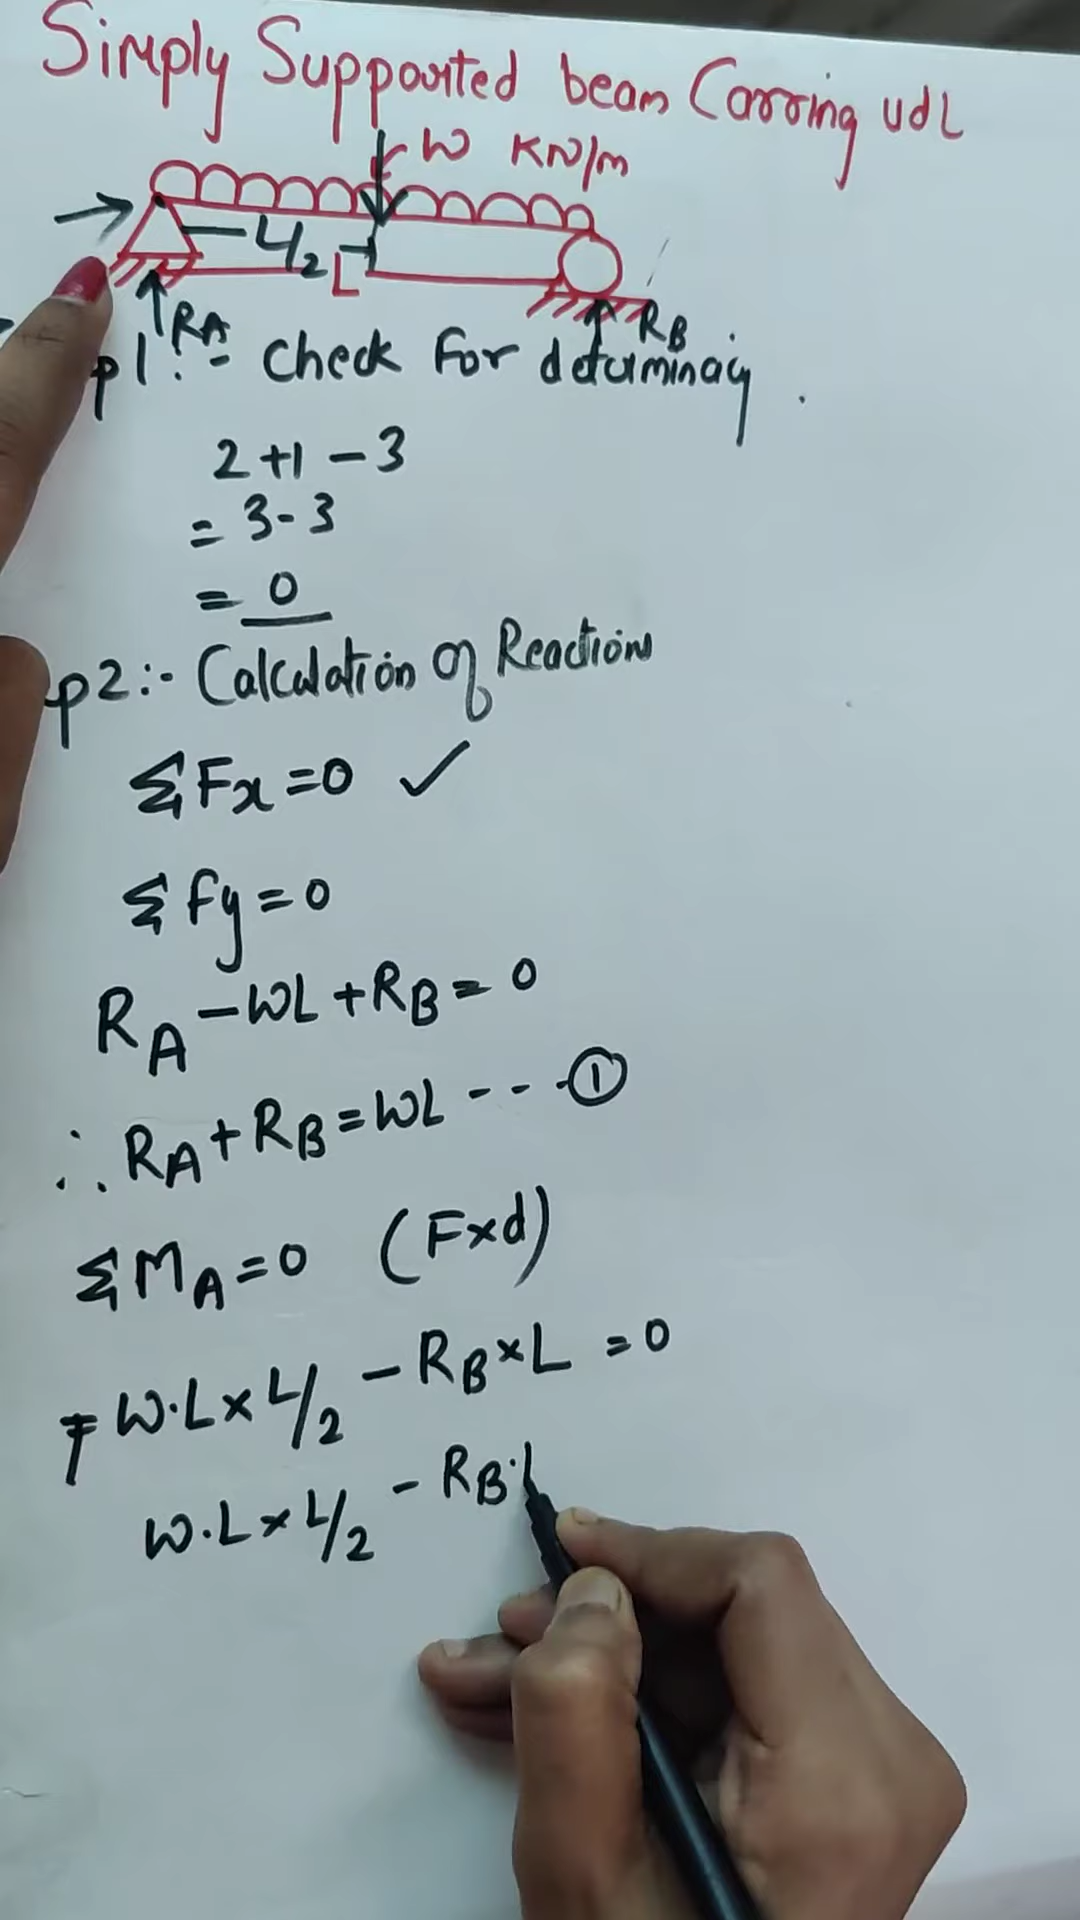 Simply Supported beam Carring udL
W KN/m
L/2
L
RA
RB
p1:- Check For determinacy
2+1-3
= 3-3
= 0
p2:- Calculation of Reactions
ΣFx=0 ✓
ΣFy=0
RA-WL+RB=0
∴ RA+RB=WL --- ①
ΣMA=0 (F×d)
W.L×L/2 - RB×L =0
W.L×L/2 - RB.L